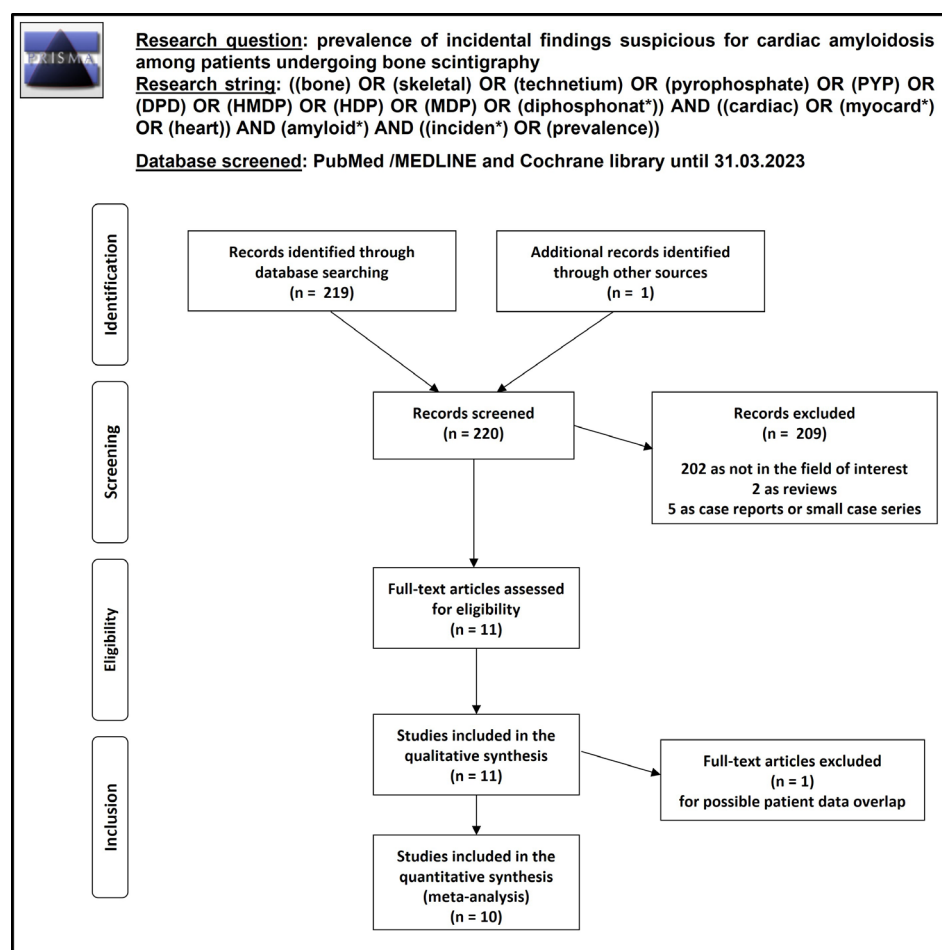 PRISMA
Research question: prevalence of incidental findings suspicious for cardiac amyloidosis
among patients undergoing bone scintigraphy
Research string: ((bone) OR (skeletal) OR (technetium) OR (pyrophosphate) OR (PYP) OR
(DPD) OR (HMDP) OR (HDP) OR (MDP) OR (diphosphonat*)) AND ((cardiac) OR (myocard*)
OR (heart)) AND (amyloid*) AND ((inciden*) OR (prevalence))
Database screened: PubMed /MEDLINE and Cochrane library until 31.03.2023
Identification
Records identified through
database searching
(n = 219)
Additional records identified
through other sources
(n = 1)
Screening
Records screened
(n = 220)
Records excluded
(n = 209)
202 as not in the field of interest
2 as reviews
5 as case reports or small case series
Eligibility
Full-text articles assessed
for eligibility
(n = 11)
Inclusion
Studies included in the
qualitative synthesis
(n = 11)
Full-text articles excluded
(n = 1)
for possible patient data overlap
Studies included in the
quantitative synthesis
(meta-analysis)
(n = 10)